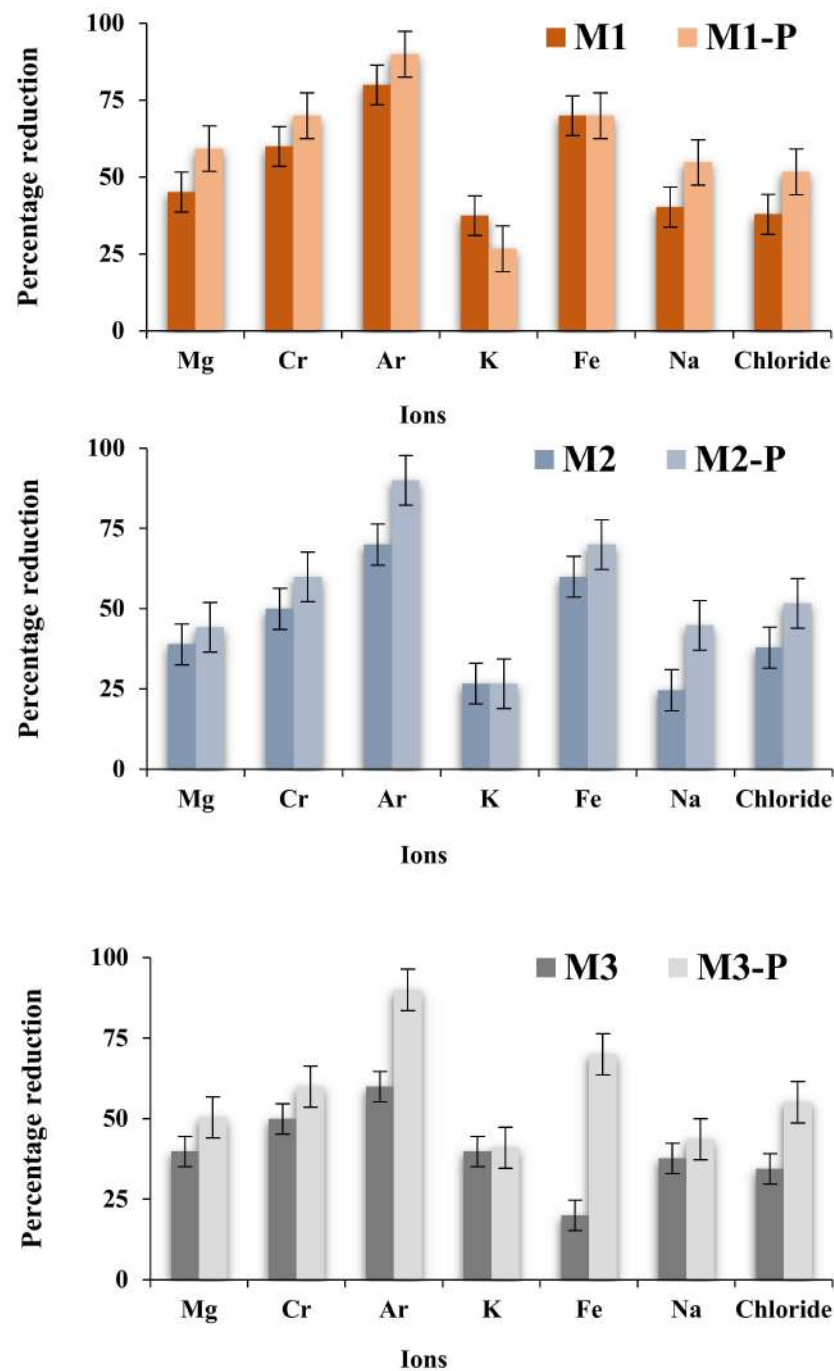 Percentage reduction
100
75
50
25
0
M1 M1-P
Mg Cr Ar K Fe Na Chloride
Ions
Percentage reduction
100
75
50
25
0
M2 M2-P
Mg Cr Ar K Fe Na Chloride
Ions
Percentage reduction
100
75
50
25
0
M3 M3-P
Mg Cr Ar K Fe Na Chloride
Ions